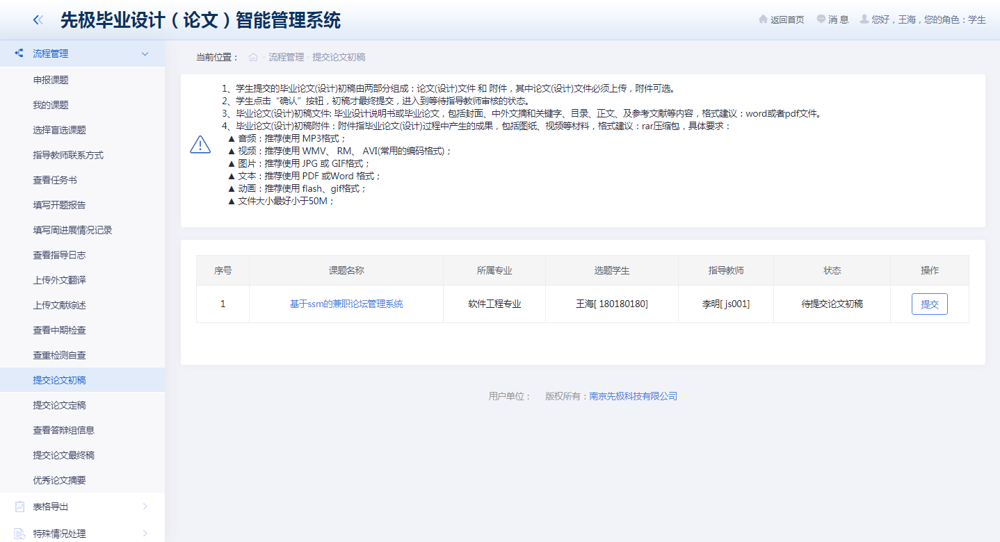 先极毕业设计（论文）智能管理系统
返回首页 消 息 您好，王海，您的角色：学生
流程管理
申报课题
我的课题
选择盲选课题
指导教师联系方式
查看任务书
填写开题报告
填写周进展情况记录
查看指导日志
上传外文翻译
上传文献综述
查看中期检查
查重检测自查
提交论文初稿
提交论文定稿
查看答辩组信息
提交论文最终稿
优秀论文摘要
表格导出
特殊情况处理
当前位置： 流程管理 提交论文初稿
1、学生提交的毕业论文(设计)初稿由两部分组成：论文(设计)文件 和 附件，其中论文(设计)文件必须上传，附件可选。
2、学生点击“确认”按钮，初稿才最终提交，进入到等待指导教师审核的状态。
3、毕业论文(设计)初稿文件: 毕业设计说明书或毕业论文，包括封面、中外文摘和关键字、目录、正文、及参考文献等内容，格式建议：word或者pdf文件。
4、毕业论文(设计)初稿附件：附件指毕业论文(设计)过程中产生的成果，包括图纸、视频等材料，格式建议：rar压缩包，具体要求：
▲ 音频：推荐使用 MP3格式；
▲ 视频：推荐使用 WMV、 RM、 AVI(常用的编码格式)；
▲ 图片：推荐使用 JPG 或 GIF格式；
▲ 文本：推荐使用 PDF 或Word 格式；
▲ 动画：推荐使用 flash、gif格式；
▲ 文件大小最好小于50M；
序号 课题名称 所属专业 选题学生 指导教师 状态 操作
1 基于ssm的兼职论坛管理系统 软件工程专业 王海[ 180180180] 李明[ js001] 待提交论文初稿 提交
用户单位： 版权所有：南京先极科技有限公司